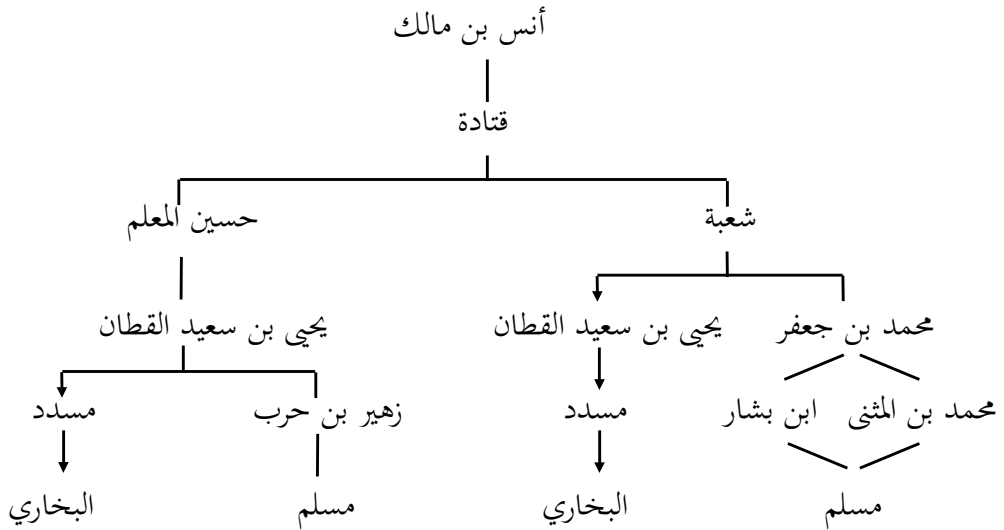 أنس بن مالك
قتادة
شعبة حسين المعلم
محمد بن جعفر يحيى بن سعيد القطان يحيى بن سعيد القطان
محمد بن المثنى ابن بشار مسدد زهير بن حرب مسدد
مسلم البخاري مسلم البخاري